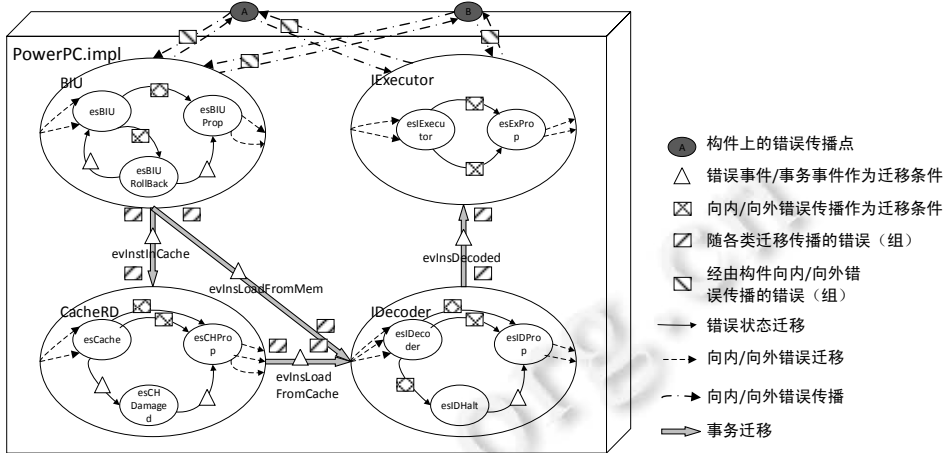 A
B
PowerPC.impl
BIU
esBIU
esBIU
Prop
esBIU
RollBack
IExecutor
esIExecu
tor
esExPro
p
evInstInCache
evInsLoadFromMem
evInsDecoded
CacheRD
esCache
esCHPro
p
esCH
Damage
d
evInsLoad
FromCache
IDecoder
esIDeco
der
esIDPro
p
esIDHalt
A
构件上的错误传播点
错误事件/事务事件作为迁移条件
向内/向外错误传播作为迁移条件
随各类迁移传播的错误（组）
经由构件向内/向外错
误传播的错误（组）
错误状态迁移
向内/向外错误迁移
向内/向外错误传播
事务迁移
org.cn